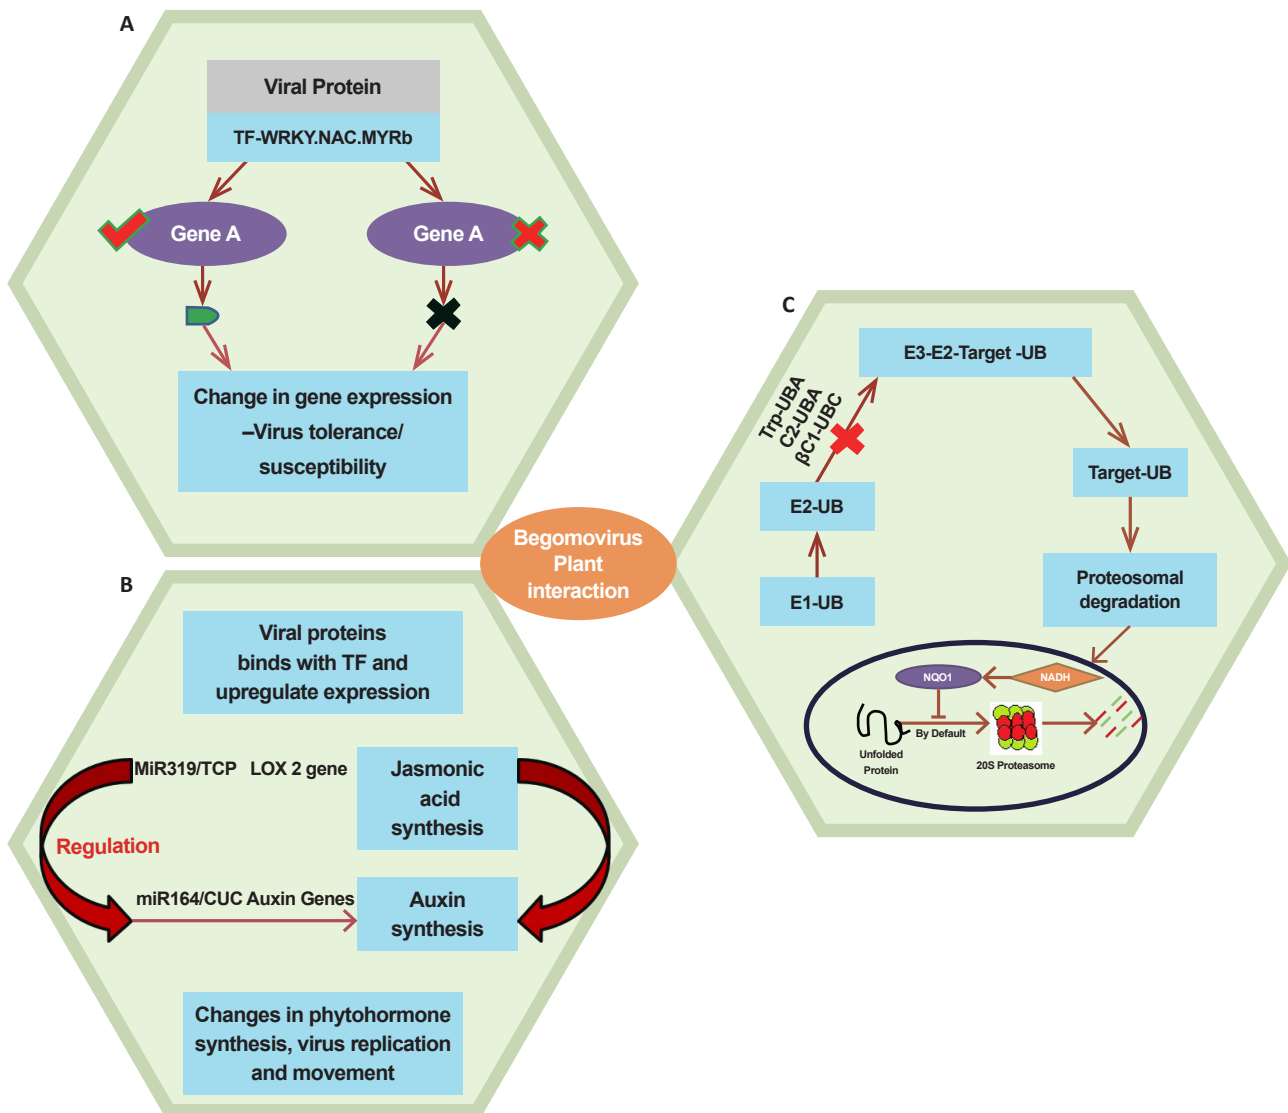 A
Viral Protein
TF-WRKY.NAC.MYRb
Gene A
Gene A
Change in gene expression
–Virus tolerance/
susceptibility
Begomovirus
Plant
interaction
B
Viral proteins
binds with TF and
upregulate expression
MiR319/TCP LOX 2 gene
Jasmonic
acid
synthesis
Regulation
miR164/CUC Auxin Genes
Auxin
synthesis
Changes in phytohormone
synthesis, virus replication
and movement
C
E3-E2-Target -UB
Trp-UBA
C2-UBA
βC1-UBC
E2-UB
E1-UB
Target-UB
Proteosomal
degradation
NQO1
NADH
By Default
Unfolded
Protein
20S Proteasome